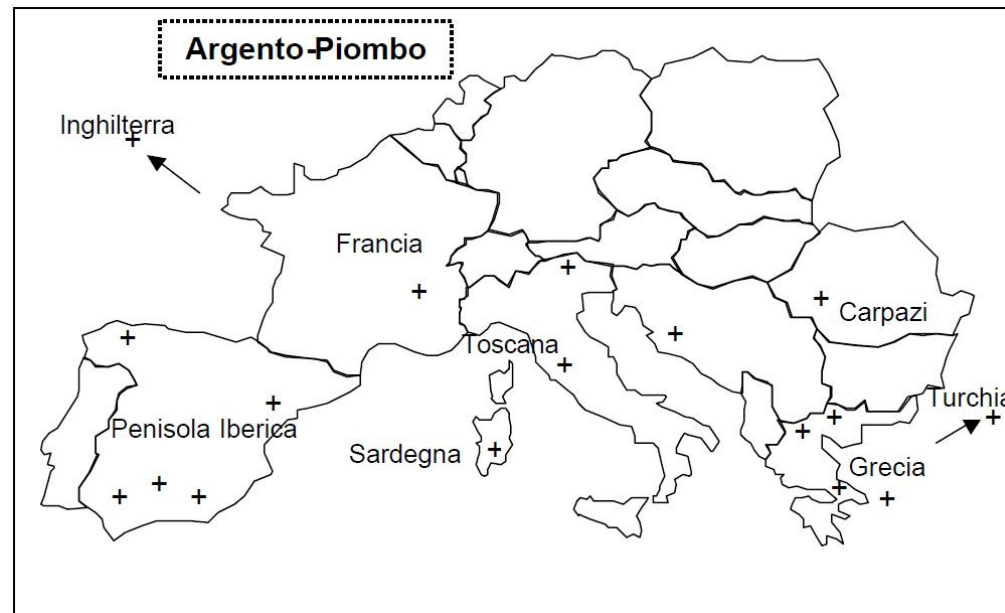 Argento-Piombo
Inghilterra
Francia
Carpazi
Toscana
Turchia
Penisola Iberica
Sardegna
Grecia